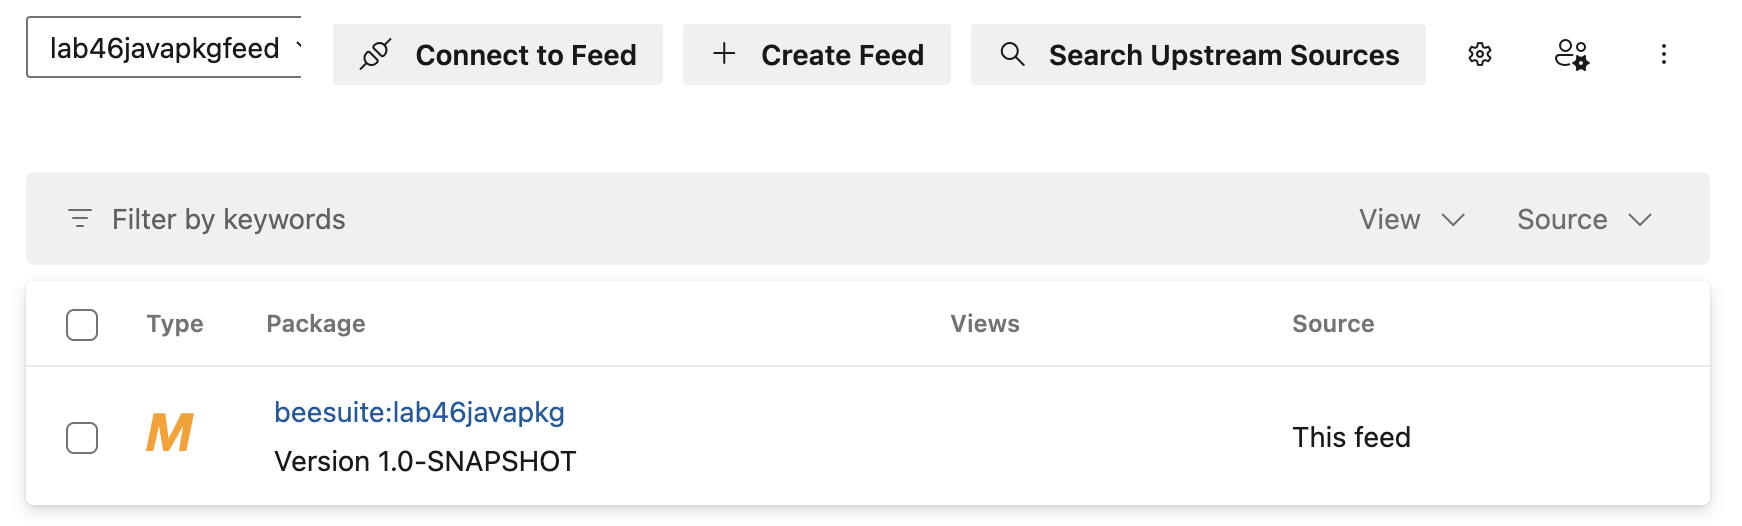 lab46javapkgfeed
Connect to Feed
Create Feed
Search Upstream Sources
Filter by keywords
View
Source
Type Package Views Source
M
beesuite:lab46javapkg
Version 1.0-SNAPSHOT
This feed